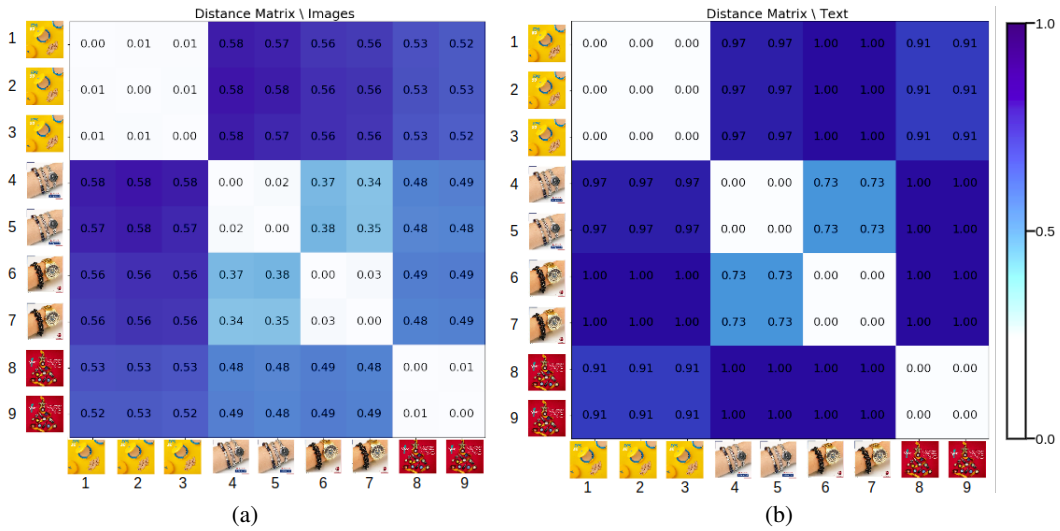 Distance Matrix \ Images
1 0.00 0.01 0.01 0.58 0.57 0.56 0.56 0.53 0.52
2 0.01 0.00 0.01 0.58 0.58 0.56 0.56 0.53 0.53
3 0.01 0.01 0.00 0.58 0.57 0.56 0.56 0.53 0.52
4 0.58 0.58 0.58 0.00 0.02 0.37 0.34 0.48 0.49
5 0.57 0.58 0.57 0.02 0.00 0.38 0.35 0.48 0.48
6 0.56 0.56 0.56 0.37 0.38 0.00 0.03 0.49 0.49
7 0.56 0.56 0.56 0.34 0.35 0.03 0.00 0.48 0.49
8 0.53 0.53 0.53 0.48 0.48 0.49 0.48 0.00 0.01
9 0.52 0.53 0.52 0.49 0.48 0.49 0.49 0.01 0.00
1 2 3 4 5 6 7 8 9
(a)
Distance Matrix \ Text
1 0.00 0.00 0.00 0.97 0.97 1.00 1.00 0.91 0.91
2 0.00 0.00 0.00 0.97 0.97 1.00 1.00 0.91 0.91
3 0.00 0.00 0.00 0.97 0.97 1.00 1.00 0.91 0.91
4 0.97 0.97 0.97 0.00 0.00 0.73 0.73 1.00 1.00
5 0.97 0.97 0.97 0.00 0.00 0.73 0.73 1.00 1.00
6 1.00 1.00 1.00 0.73 0.73 0.00 0.00 1.00 1.00
7 1.00 1.00 1.00 0.73 0.73 0.00 0.00 1.00 1.00
8 0.91 0.91 0.91 1.00 1.00 1.00 1.00 0.00 0.00
9 0.91 0.91 0.91 1.00 1.00 1.00 1.00 0.00 0.00
1 2 3 4 5 6 7 8 9
(b)
1.0
0.8
0.6
0.4
0.2
0.0